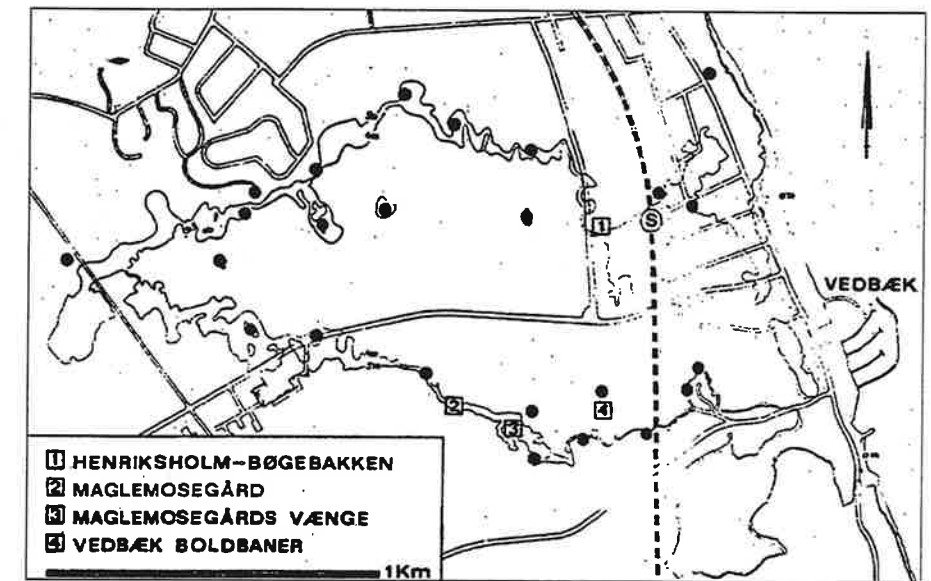 1
S
VEDBÆK
2
3
4
1 HENRIKSHOLM-BØGEBAKKEN
2 MAGLEMOSEGÅRD
3 MAGLEMOSEGÅRDS VÆNGE
4 VEDBÆK BOLDBANER
1Km